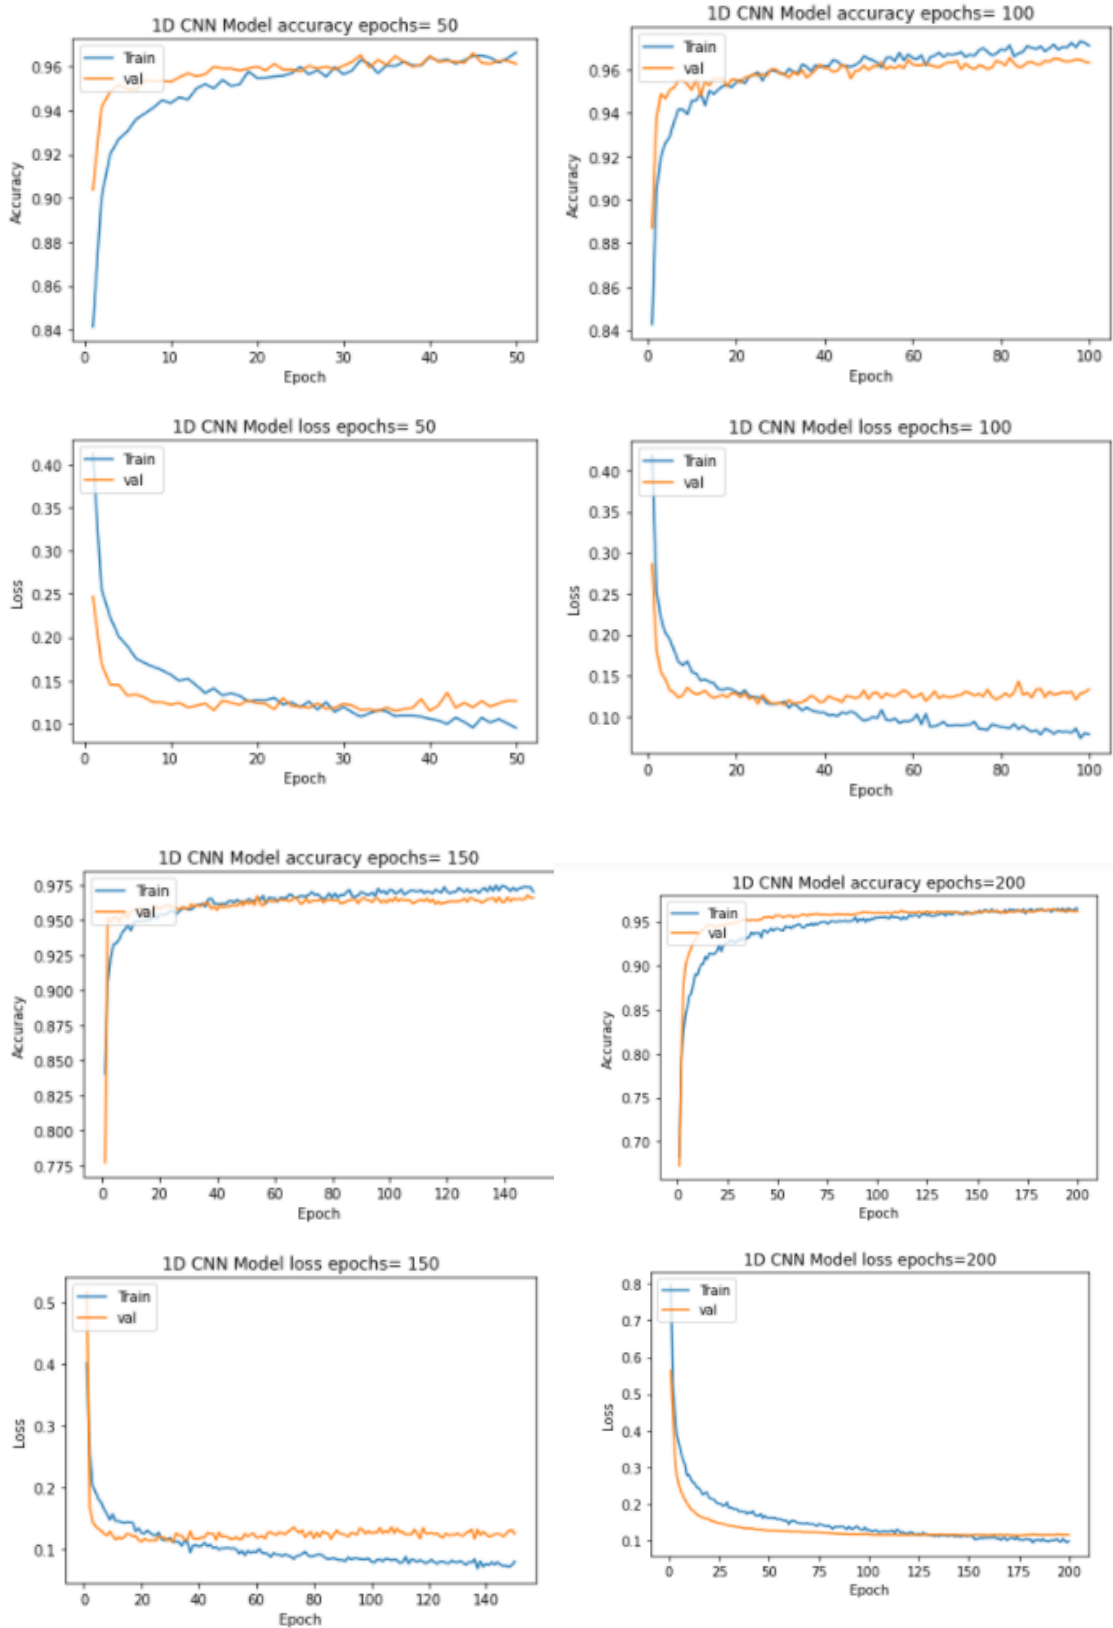 1D CNN Model accuracy epochs= 50
Train
val
0.96
0.94
0.92
0.90
0.88
0.86
0.84
Accuracy
0 10 20 30 40 50
Epoch
1D CNN Model accuracy epochs= 100
Train
val
0.96
0.94
0.92
0.90
0.88
0.86
0.84
Accuracy
0 20 40 60 80 100
Epoch
1D CNN Model loss epochs= 50
Train
val
0.40
0.35
0.30
0.25
0.20
0.15
0.10
Loss
0 10 20 30 40 50
Epoch
1D CNN Model loss epochs= 100
Train
val
0.40
0.35
0.30
0.25
0.20
0.15
0.10
Loss
0 20 40 60 80 100
Epoch
1D CNN Model accuracy epochs= 150
Train
val
0.975
0.950
0.925
0.900
0.875
0.850
0.825
0.800
0.775
Accuracy
0 20 40 60 80 100 120 140
Epoch
1D CNN Model accuracy epochs=200
Train
val
0.95
0.90
0.85
0.80
0.75
0.70
Accuracy
0 25 50 75 100 125 150 175 200
Epoch
1D CNN Model loss epochs= 150
Train
val
0.5
0.4
0.3
0.2
0.1
Loss
0 20 40 60 80 100 120 140
Epoch
1D CNN Model loss epochs=200
Train
val
0.8
0.7
0.6
0.5
0.4
0.3
0.2
0.1
Loss
0 25 50 75 100 125 150 175 200
Epoch